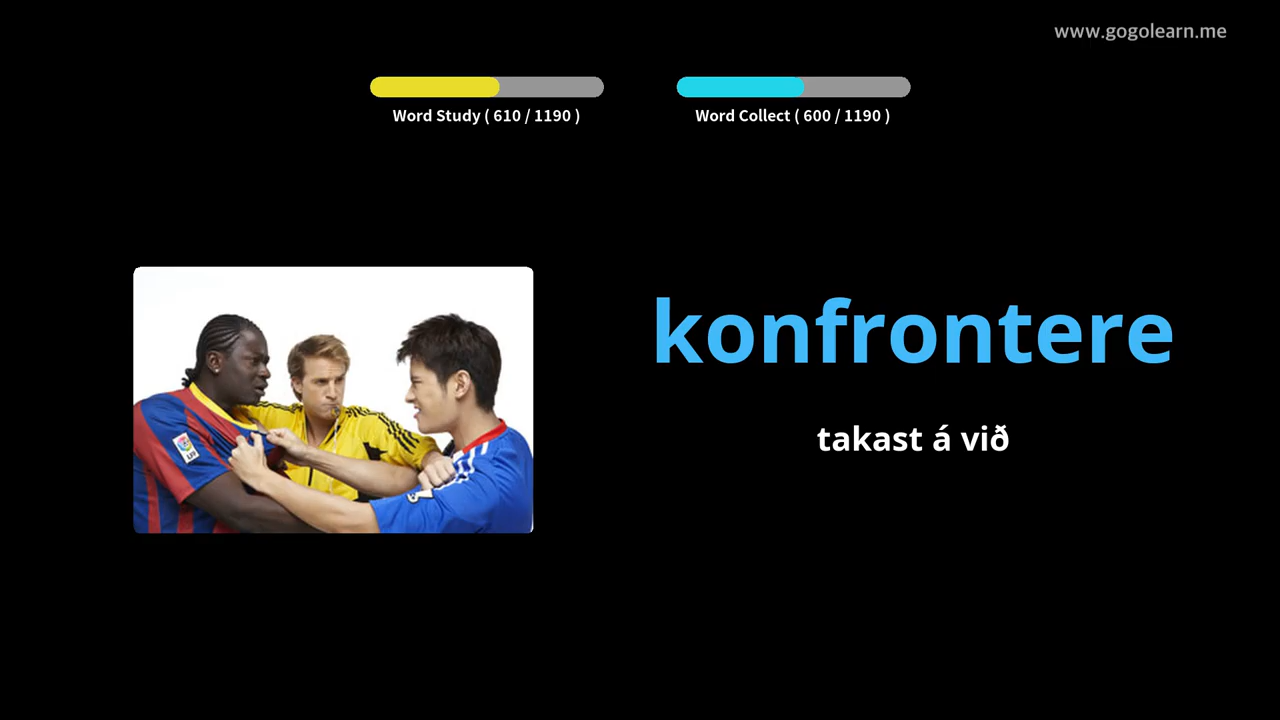 www.gogolearn.me
Word Study ( 610 / 1190 )
Word Collect ( 600 / 1190 )
konfrontere
takast á við